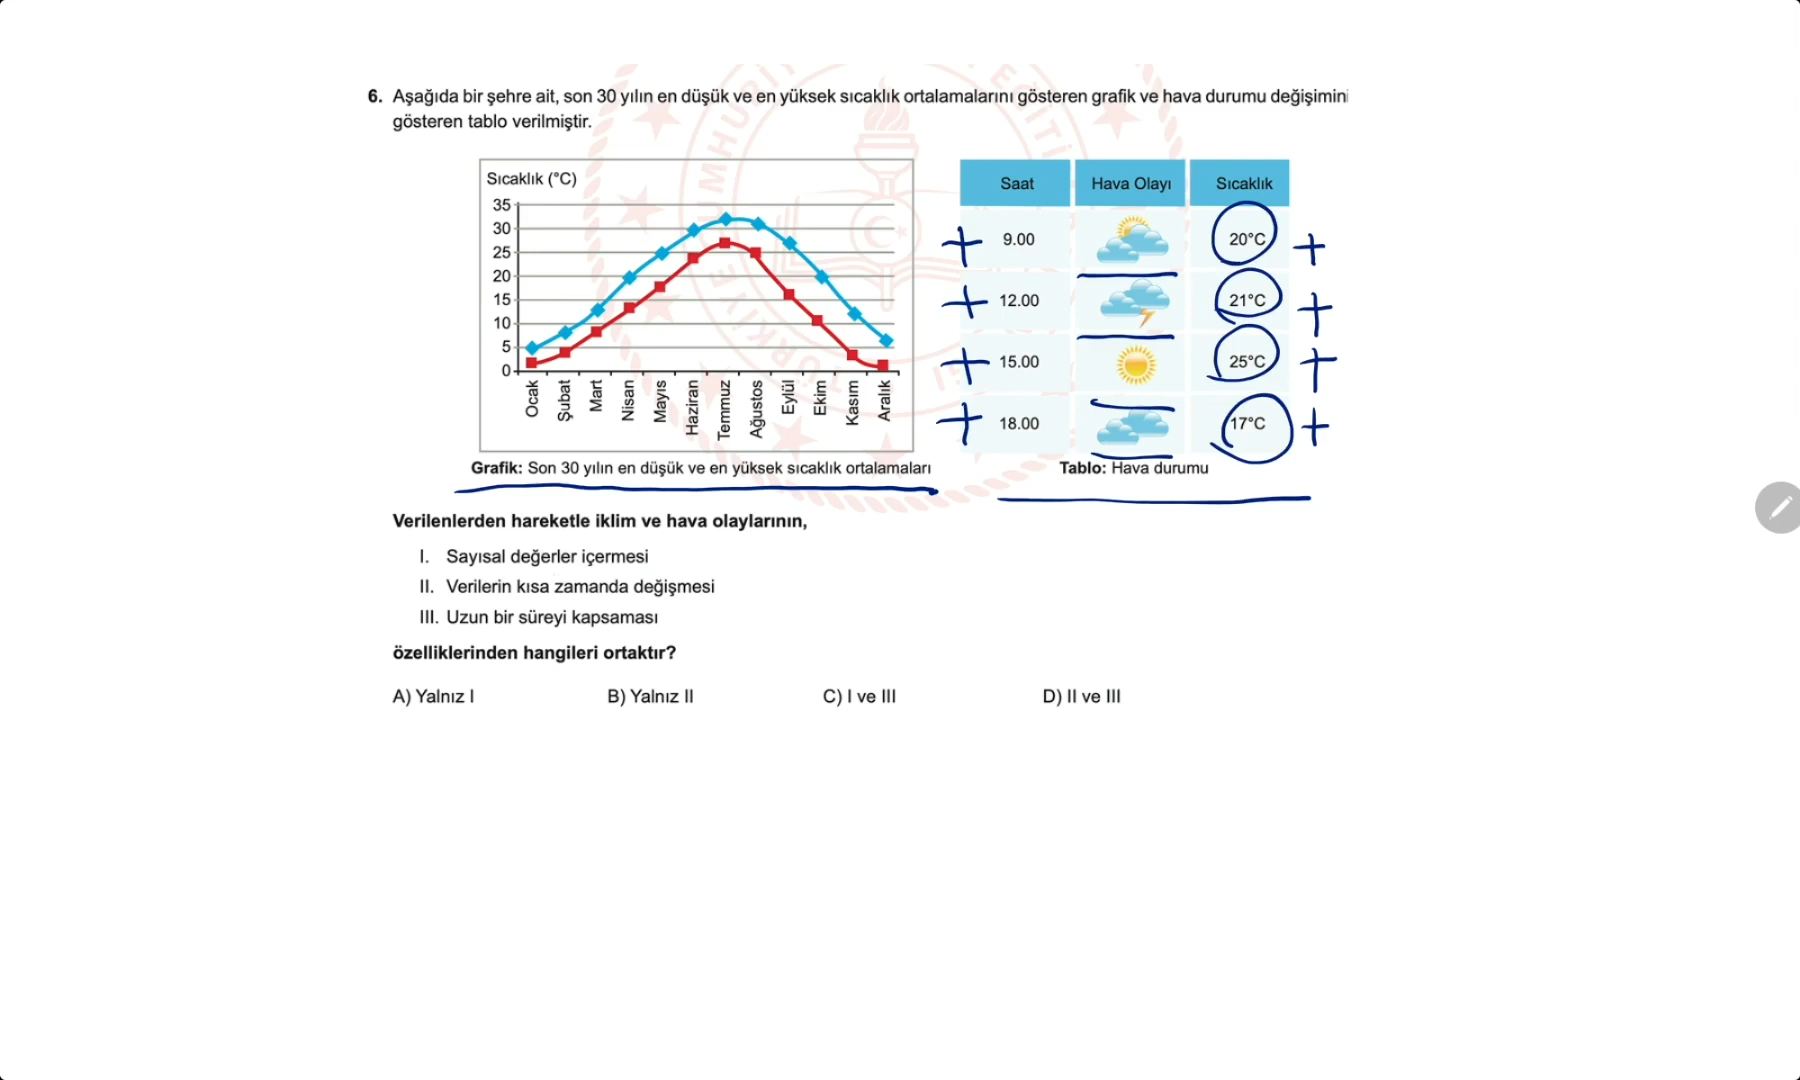 6. Aşağıda bir şehre ait, son 30 yılın en düşük ve en yüksek sıcaklık ortalamalarını gösteren grafik ve hava durumu değişimini
gösteren tablo verilmiştir.
Sıcaklık (°C)
35
30
25
20
15
10
5
0
Ocak
Şubat
Mart
Nisan
Mayıs
Haziran
Temmuz
Ağustos
Eylül
Ekim
Kasım
Aralık
Grafik: Son 30 yılın en düşük ve en yüksek sıcaklık ortalamaları
Saat Hava Olayı Sıcaklık
+ 9.00 20°C +
+ 12.00 21°C +
+ 15.00 25°C +
+ 18.00 17°C +
Tablo: Hava durumu
Verilenlerden hareketle iklim ve hava olaylarının,
I. Sayısal değerler içermesi
II. Verilerin kısa zamanda değişmesi
III. Uzun bir süreyi kapsaması
özelliklerinden hangileri ortaktır?
A) Yalnız I B) Yalnız II C) I ve III D) II ve III